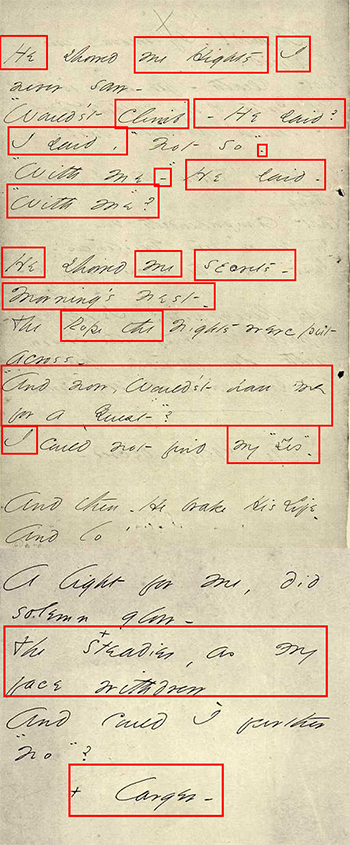 He showed me Hights I
never saw -
"Would'st Climb" - He said?
I said, "not so".
"With me -" He said -
"With me"?
He showed me secrets -
Morning's nest -
The Rope the nights were put
across -
"And now, Would'st have me
for a Guest"?
I could not find my "Yes" -
And then - He brake His Life -
And lo
A light for me, did
solemn glow -
The + steadier, as my
face withdrew
And could I further
"no"?
+ Larger -